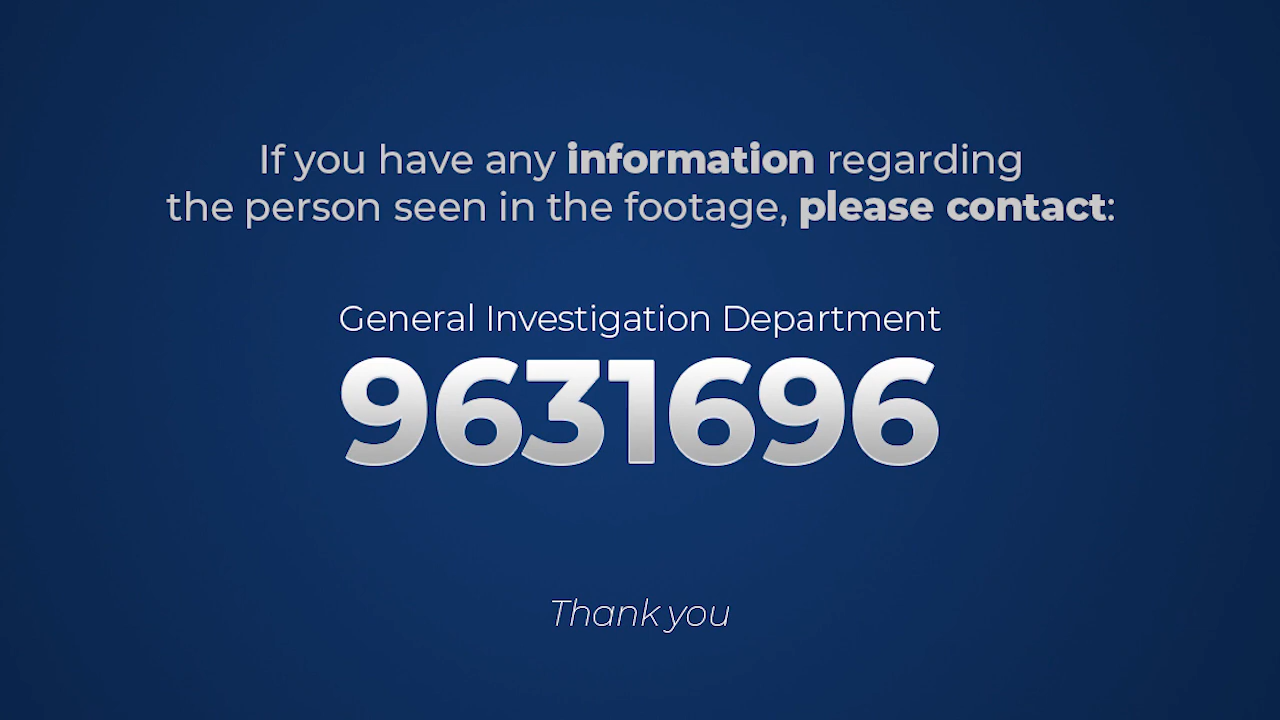 If you have any information regarding
the person seen in the footage, please contact:
General Investigation Department
9631696
Thank you